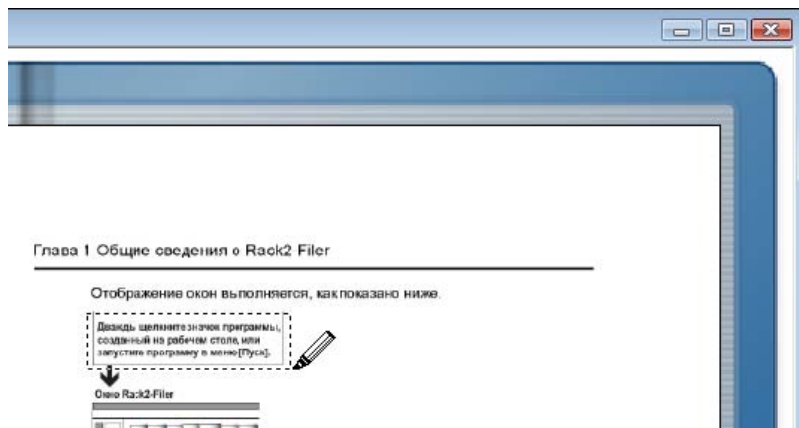 Глава 1 Общие сведения о Rack2 Filer
Отображение окон выполняется, как показано ниже.
Дважды щелкните значок программы,
созданный на рабочем столе, или
запустите программу в меню [Пуск].
Окно Rack2-Filer